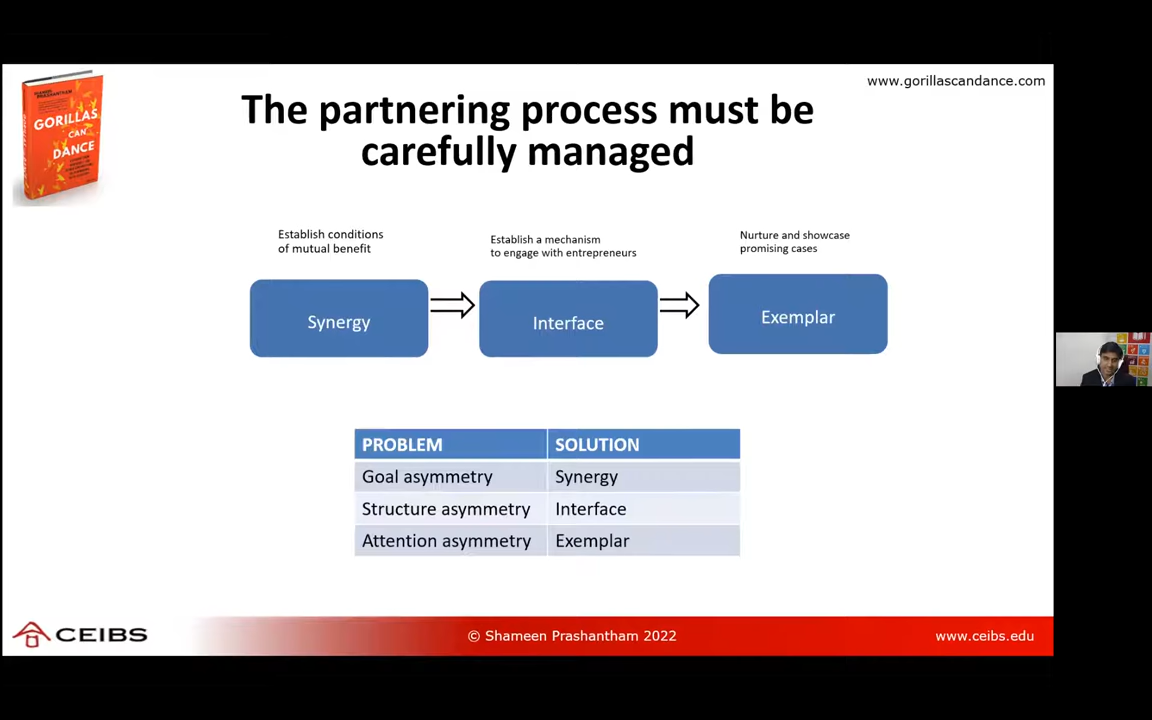 www.gorillascandance.com
GORILLAS
CAN
DANCE
The partnering process must be
carefully managed
Establish conditions
of mutual benefit
Establish a mechanism
to engage with entrepreneurs
Nurture and showcase
promising cases
Synergy
Interface
Exemplar
PROBLEM SOLUTION
Goal asymmetry Synergy
Structure asymmetry Interface
Attention asymmetry Exemplar
CEIBS
© Shameen Prashantham 2022
www.ceibs.edu